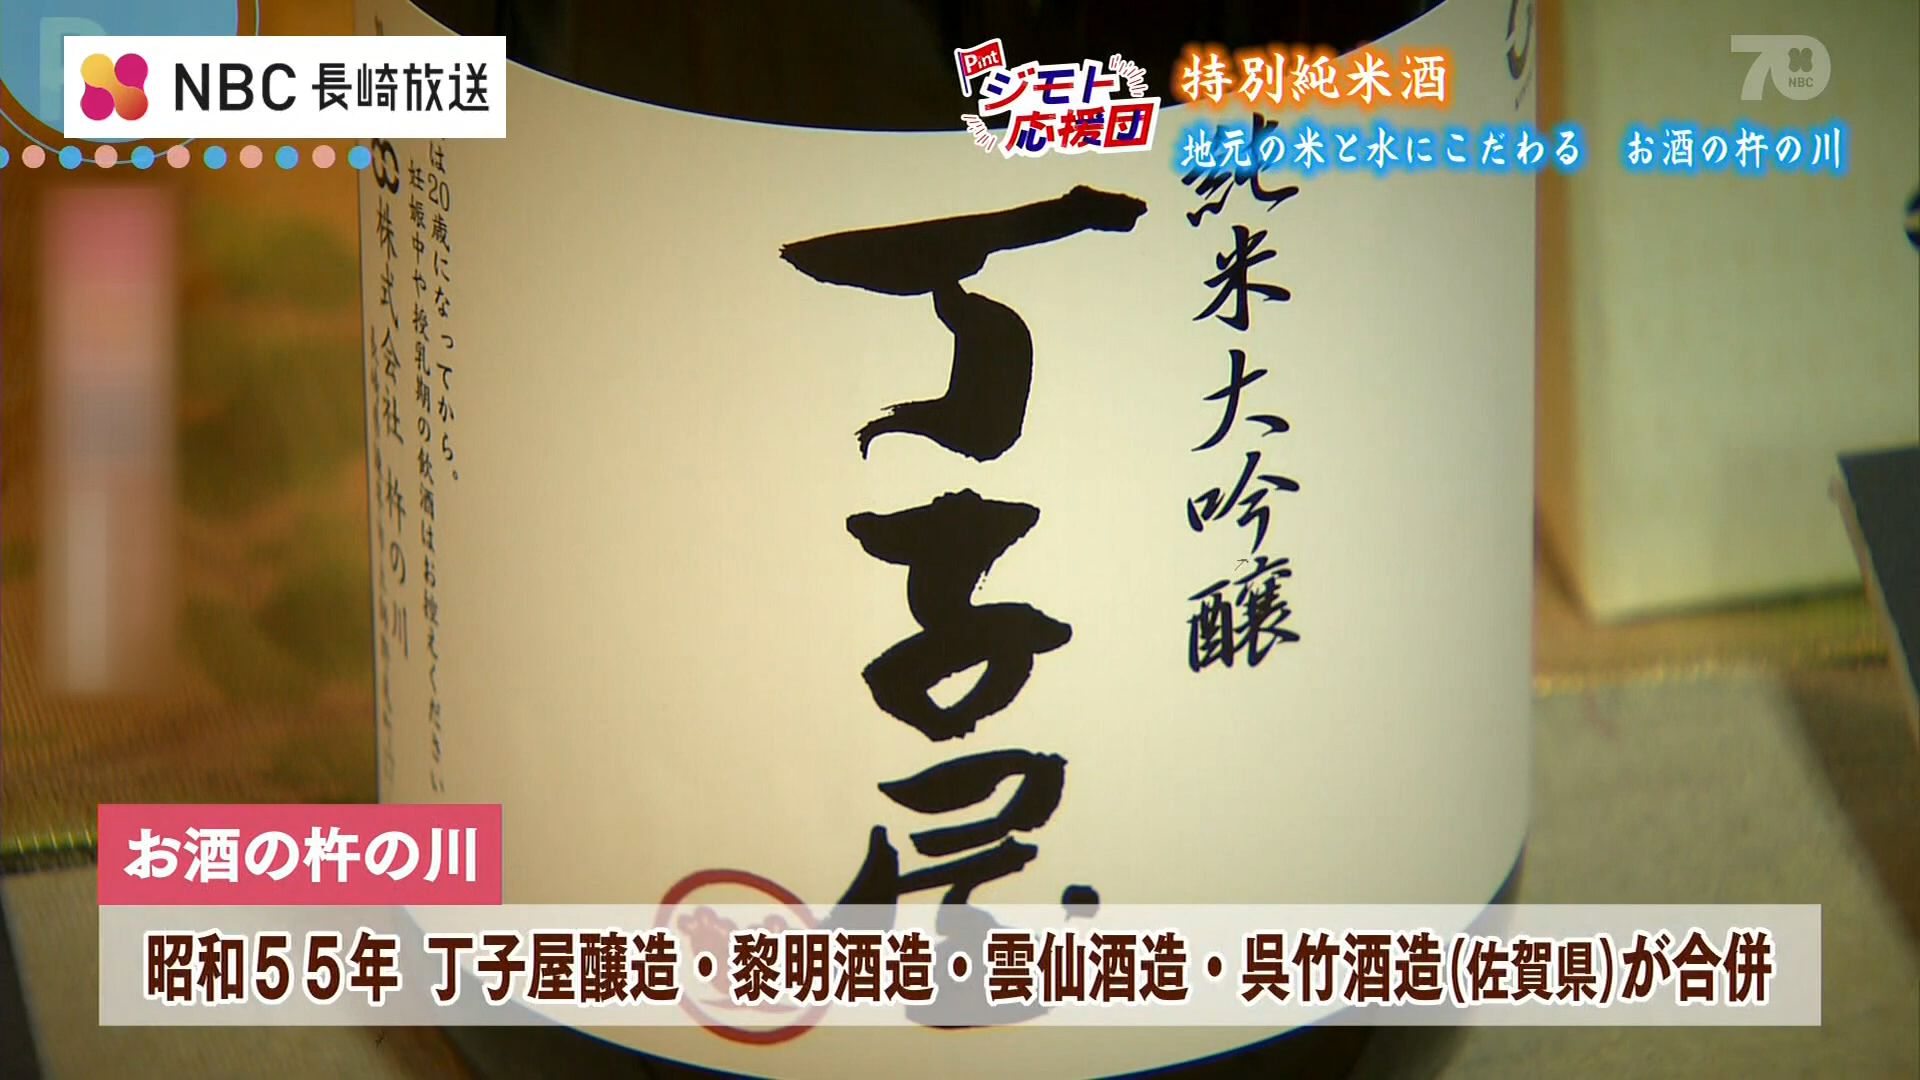 NBC 長崎放送
Pint
ジモト
応援団
特別純米酒
地元の米と水にこだわる お酒の杵の川
70
NBC
純米大吟醸
丁子屋
は20歳になってから。
妊娠中や授乳期の飲酒はお控えください
株式会社 杵の川
お酒の杵の川
昭和55年 丁子屋醸造・黎明酒造・雲仙酒造・呉竹酒造(佐賀県)が合併